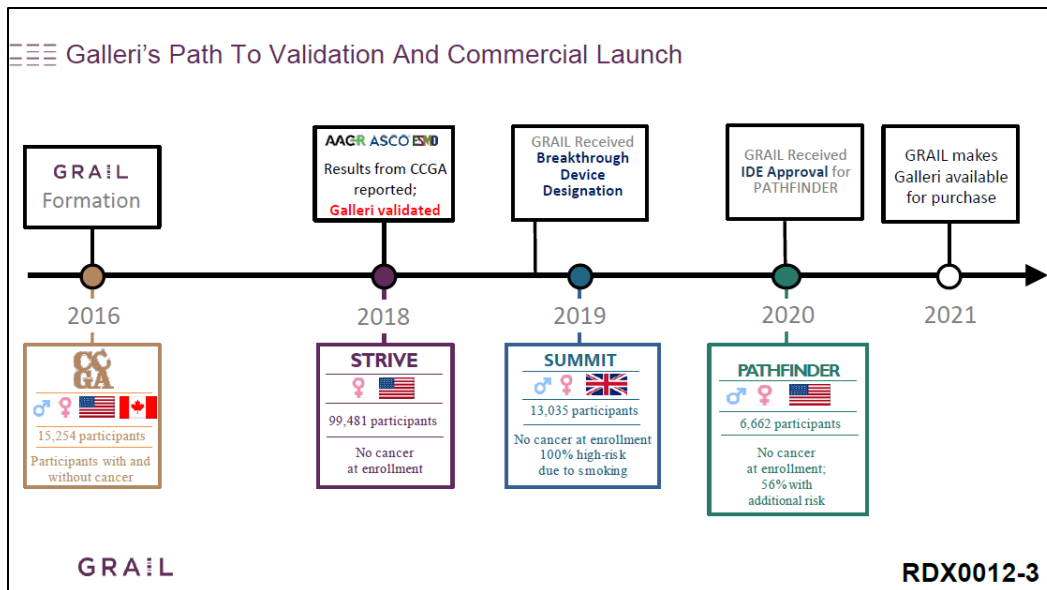 Galleri's Path To Validation And Commercial Launch
GRAIL
Formation
AACR ASCO ESMO
Results from CCGA
reported;
Galleri validated
GRAIL Received
Breakthrough
Device
Designation
GRAIL Received
IDE Approval for
PATHFINDER
GRAIL makes
Galleri available
for purchase
2016
2018
2019
2020
2021
CCGA
15,254 participants
Participants with and
without cancer
STRIVE
99,481 participants
No cancer
at enrollment
SUMMIT
13,035 participants
No cancer at enrollment
100% high-risk
due to smoking
PATHFINDER
6,662 participants
No cancer
at enrollment;
56% with
additional risk
GRAIL
RDX0012-3